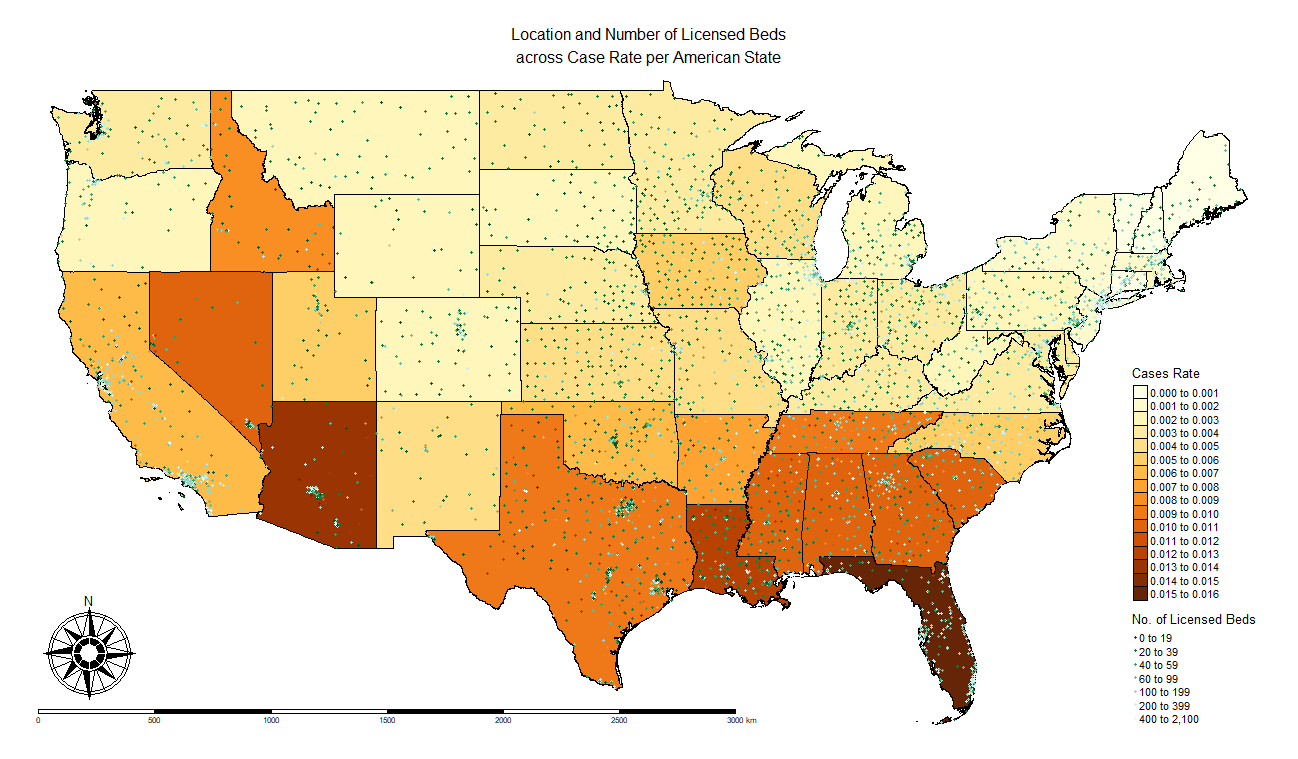 Location and Number of Licensed Beds
across Case Rate per American State
Cases Rate
0.000 to 0.001
0.001 to 0.002
0.002 to 0.003
0.003 to 0.004
0.004 to 0.005
0.005 to 0.006
0.006 to 0.007
0.007 to 0.008
0.008 to 0.009
0.009 to 0.010
0.010 to 0.011
0.011 to 0.012
0.012 to 0.013
0.013 to 0.014
0.014 to 0.015
0.015 to 0.016
No. of Licensed Beds
0 to 19
20 to 39
40 to 59
60 to 99
100 to 199
200 to 399
400 to 2,100
N
0 500 1000 1500 2000 2500 3000 km